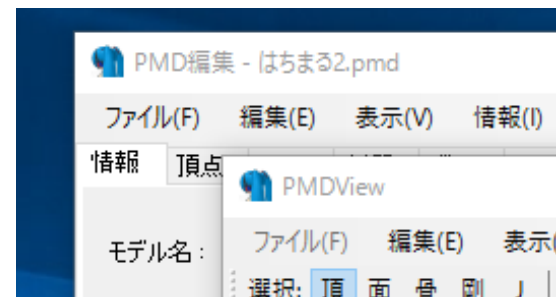 PMD編集 - はちまる2.pmd
ファイル(F) 編集(E) 表示(V) 情報(I)
情報 頂点
PMDView
モデル名 :
ファイル(F) 編集(E) 表示(
選択: 頂 面 骨 剛 J